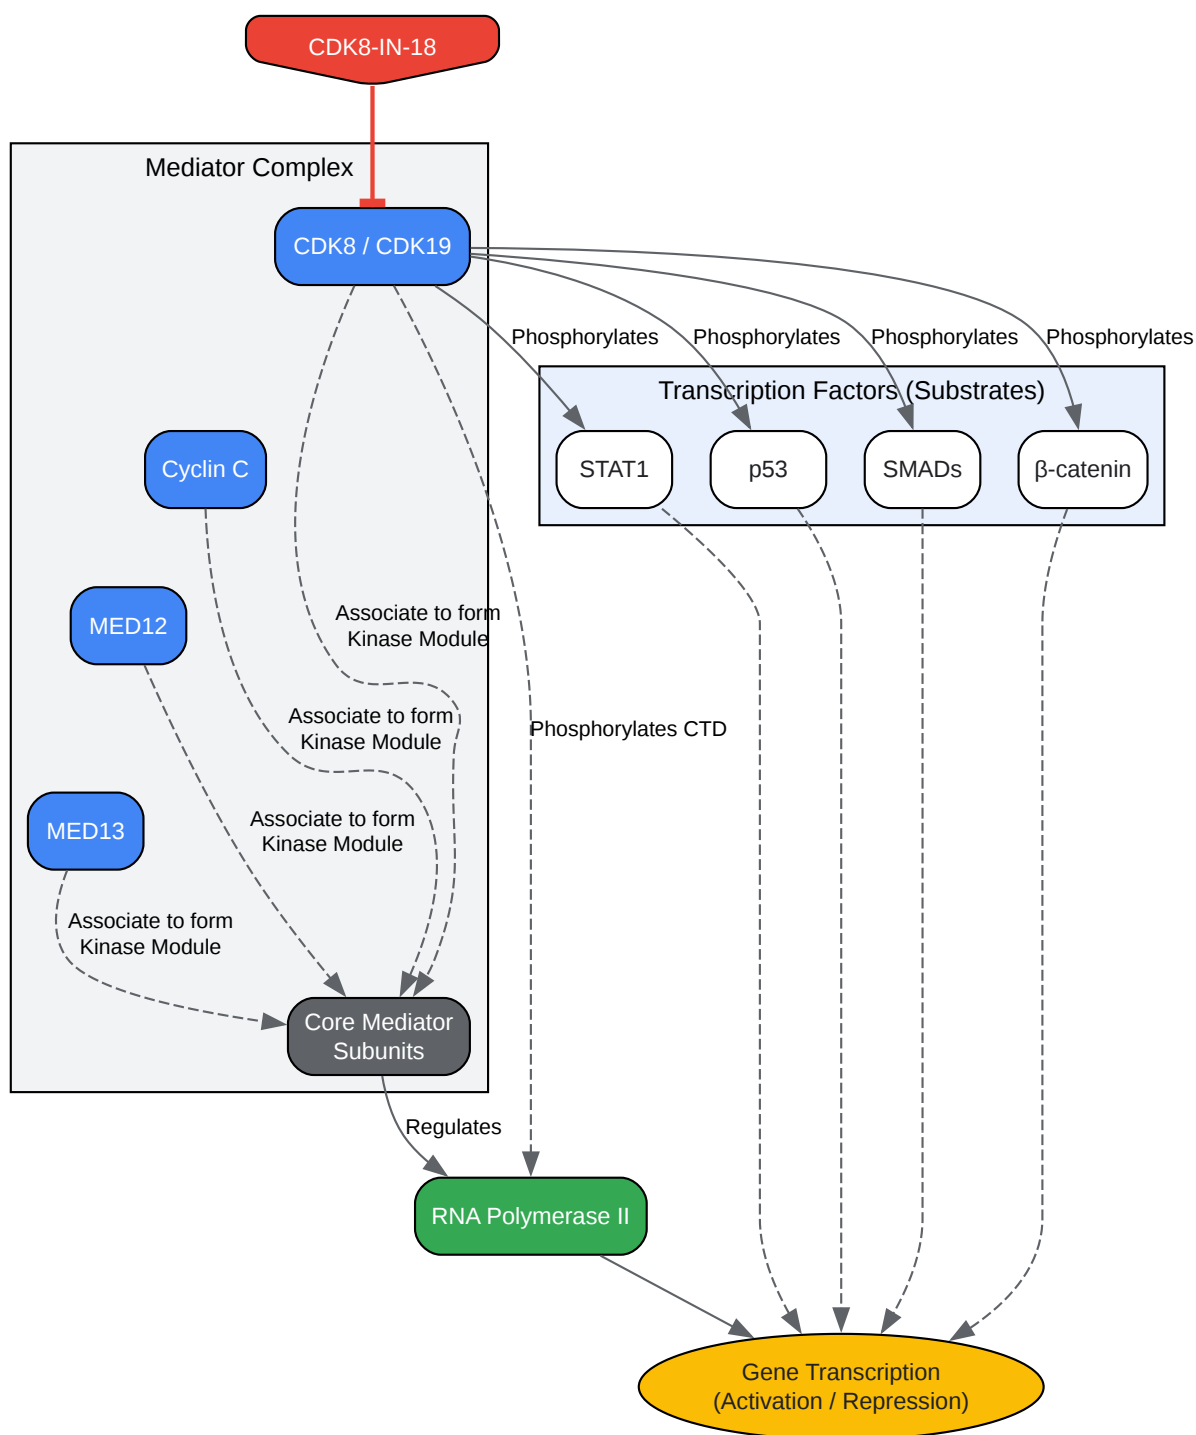 CDK8-IN-18
Mediator Complex
CDK8 / CDK19
Phosphorylates
Phosphorylates
Phosphorylates
Phosphorylates
Transcription Factors (Substrates)
STAT1
p53
SMADs
β-catenin
Cyclin C
MED12
Associate to form
Kinase Module
Associate to form
Kinase Module
Phosphorylates CTD
Associate to form
Kinase Module
MED13
Associate to form
Kinase Module
Core Mediator
Subunits
Regulates
RNA Polymerase II
Gene Transcription
(Activation / Repression)